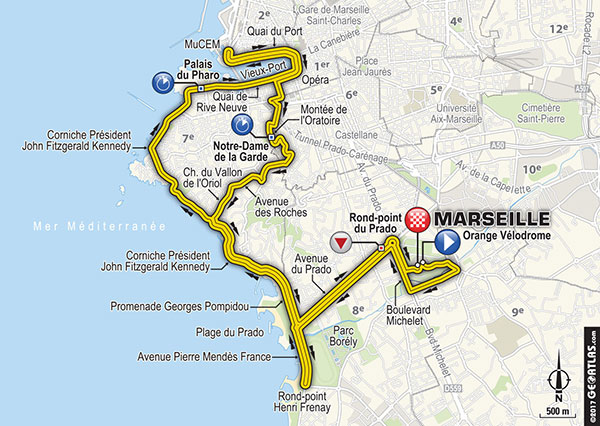 Gare de Marseille
Saint-Charles
Quai du Port
La Canebière
MuCEM
1er
4e
Palais
du Pharo
Vieux-Port
Opéra
Place
Jean Jaurès
5e
Rocade L2
A507
Quai de
Rive Neuve
Montée de
l'Oratoire
Université
Aix-Marseille
Cimetière
Saint-Pierre
Corniche Président
John Fitzgerald Kennedy
7e
Notre-Dame
de la Garde
Castellane
Tunnel Prado-Carénage
6e
A50
Ch. du Vallon
de l'Oriol
Av. du Prado
Av. de la Capelette
Avenue
des Roches
Mer Méditerranée
Rond-point
du Prado
MARSEILLE
Orange Vélodrome
Corniche Président
John Fitzgerald Kennedy
Avenue
du Prado
Promenade Georges Pompidou
8e
Boulevard
Michelet
9e
Plage du Prado
Parc
Borély
Bvd-Michelet
Avenue Pierre Mendès France
D559
N
Rond-point
Henri Frenay
500 m
©2017 GEOATLAS.com